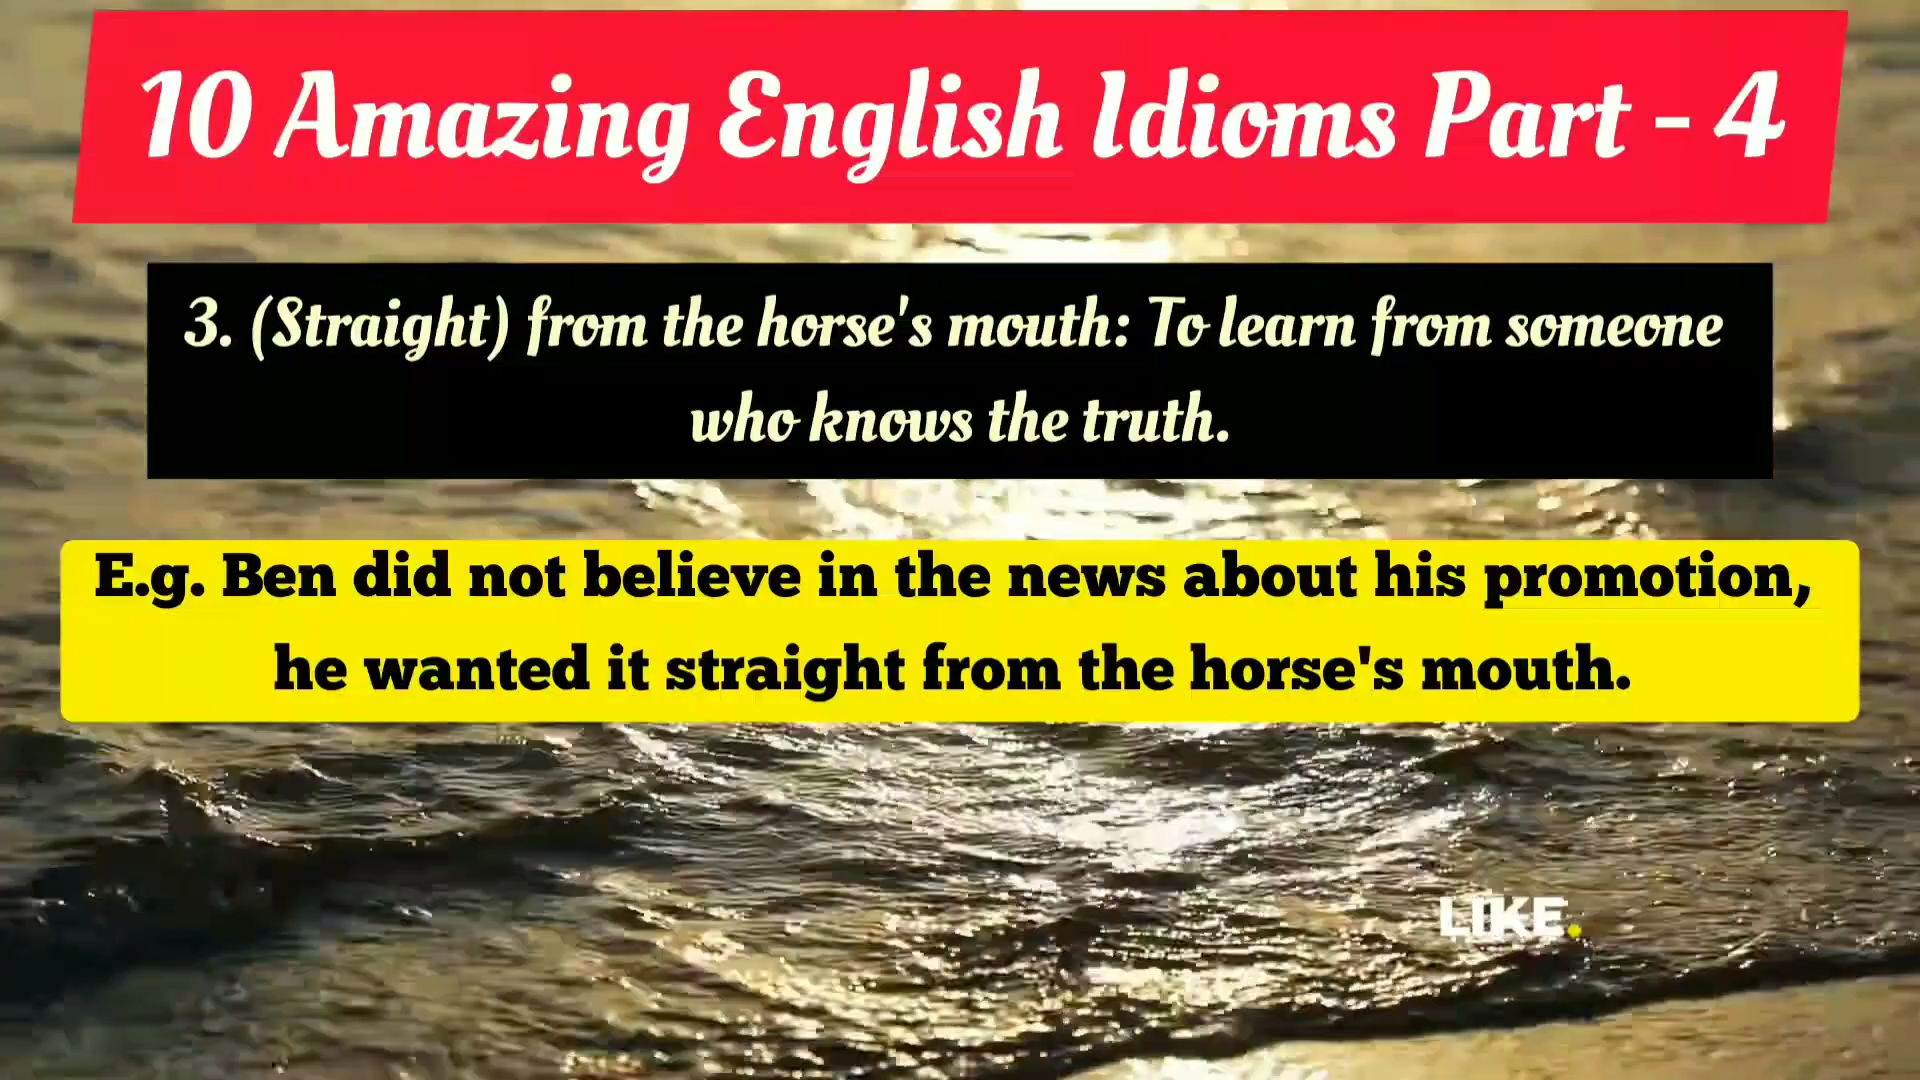 10 Amazing English Idioms Part - 4
3. (Straight) from the horse's mouth: To learn from someone
who knows the truth.
E.g. Ben did not believe in the news about his promotion,
he wanted it straight from the horse's mouth.
LIKE.